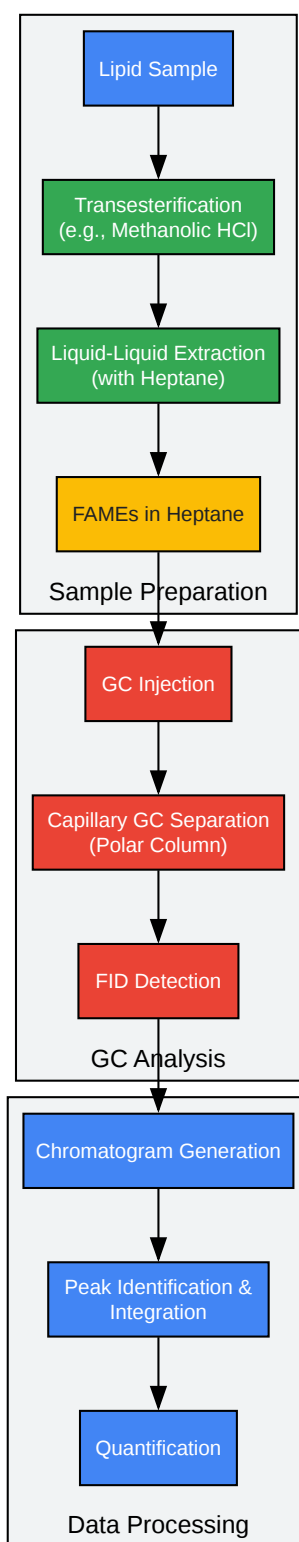 Lipid Sample
Transesterification
(e.g., Methanolic HCl)
Liquid-Liquid Extraction
(with Heptane)
FAMEs in Heptane
Sample Preparation
GC Injection
Capillary GC Separation
(Polar Column)
FID Detection
GC Analysis
Chromatogram Generation
Peak Identification &
Integration
Quantification
Data Processing